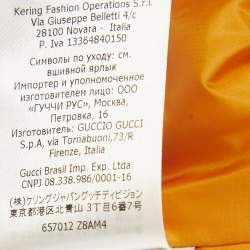 Kering Fashion Operations S.r.l.
Via Giuseppe Belletti 4/c
28100 Novara - Italia
P. Iva 13364840150
Символы по уходу: см.
вшивной ярлык
Импортер и уполномоченное
изготовителем лицо: ООО
«ГУЧЧИ РУС», Москва,
Петровка, 16
Изготовитель: GUCCIO GUCCI
S.p.A, via Tornabuoni,73/R
Firenze, Italia
Gucci Brasil Imp. Exp. Ltda.
CNPJ 08.338.986/0001-16
(株)ケリングジャパングッチディビジョン
東京都港区北青山 3丁目6番7号
657012 Z8AM4